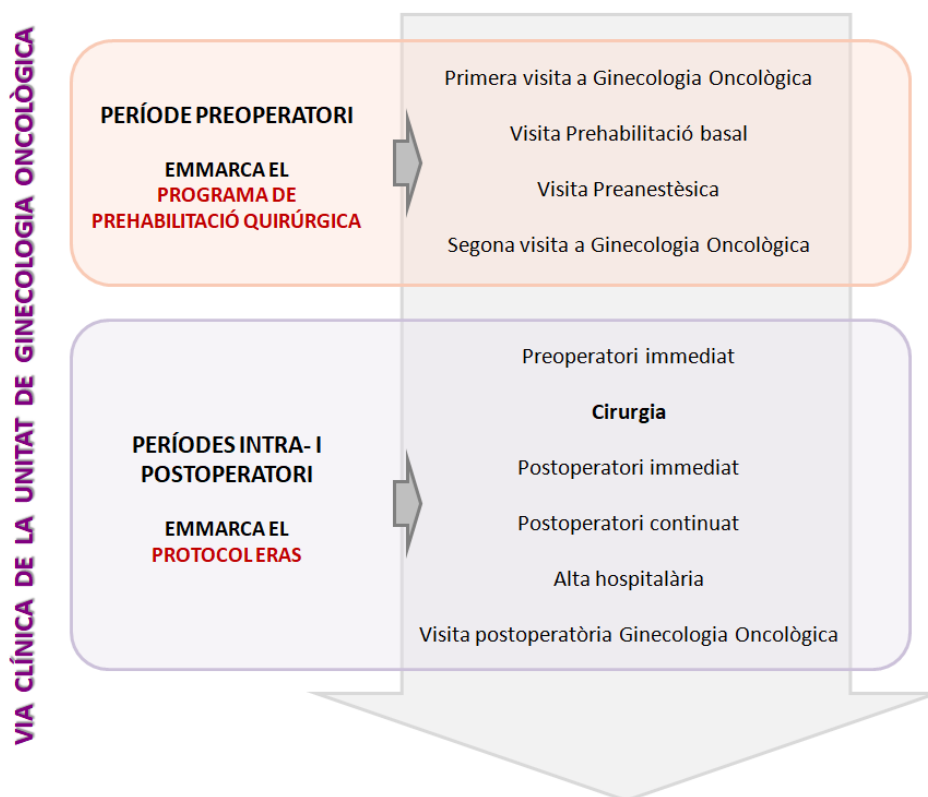 VIA CLÍNICA DE LA UNITAT DE GINECOLOGIA ONCOLÒGICA
PERÍODE PREOPERATORI
EMMARCA EL
PROGRAMA DE
PREHABILITACIÓ QUIRÚRGICA
Primera visita a Ginecologia Oncològica
Visita Prehabilitació basal
Visita Preanestèsica
Segona visita a Ginecologia Oncològica
PERÍODES INTRA- I
POSTOPERATORI
EMMARCA EL
PROTOCOL ERAS
Preoperatori immediat
Cirurgia
Postoperatori immediat
Postoperatori continuat
Alta hospitalària
Visita postoperatòria Ginecologia Oncològica